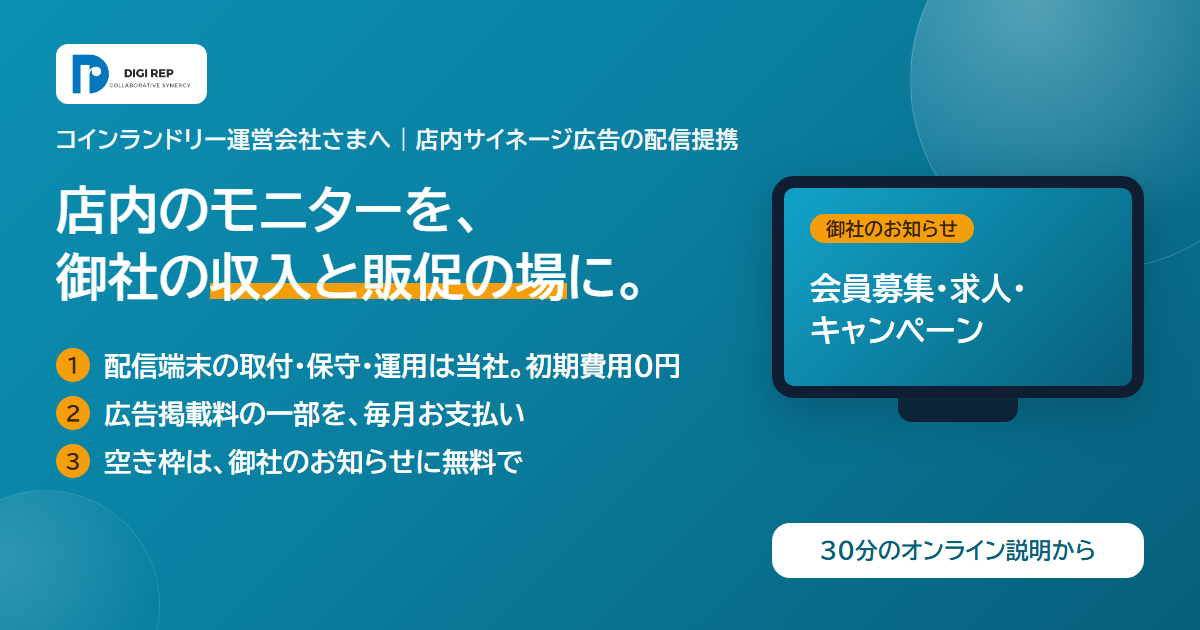 DIGI REP
COLLABORATIVE SYNERGY
コインランドリー運営会社さまへ｜店内サイネージ広告の配信提携
店内のモニターを、
御社の収入と販促の場に。
1 配信端末の取付・保守・運用は当社。初期費用0円
2 広告掲載料の一部を、毎月お支払い
3 空き枠は、御社のお知らせに無料で
御社のお知らせ
会員募集・求人・
キャンペーン
30分のオンライン説明から